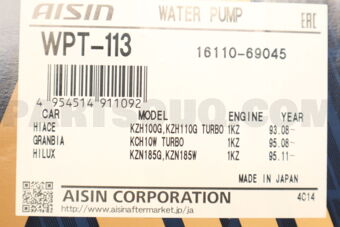 AISIN WATER PUMP EAC
WPT-113 16110-69045
4 954514 911092
CAR MODEL ENGINE YEAR
HIACE KZH100G,KZH110G TURBO 1KZ 93.08-
GRANBIA KCH10W TURBO 1KZ 95.08-
HILUX KZN185G,KZN185W 1KZ 95.11-
MADE IN JAPAN
AISIN CORPORATION
https://www.aisinaftermarket.jp/en/ 4C14
PARTSOUQ.COM